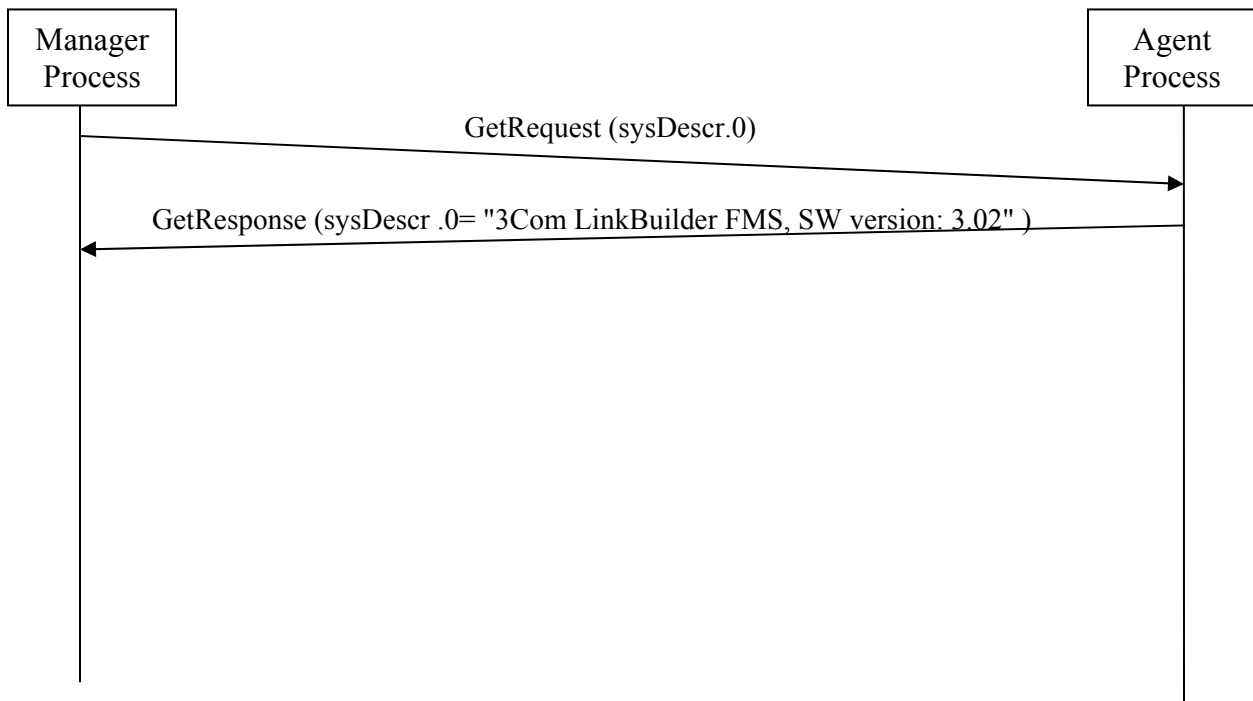 Manager
Process
Agent
Process
GetRequest (sysDescr.0)
GetResponse (sysDescr .0= "3Com LinkBuilder FMS, SW version: 3.02" )